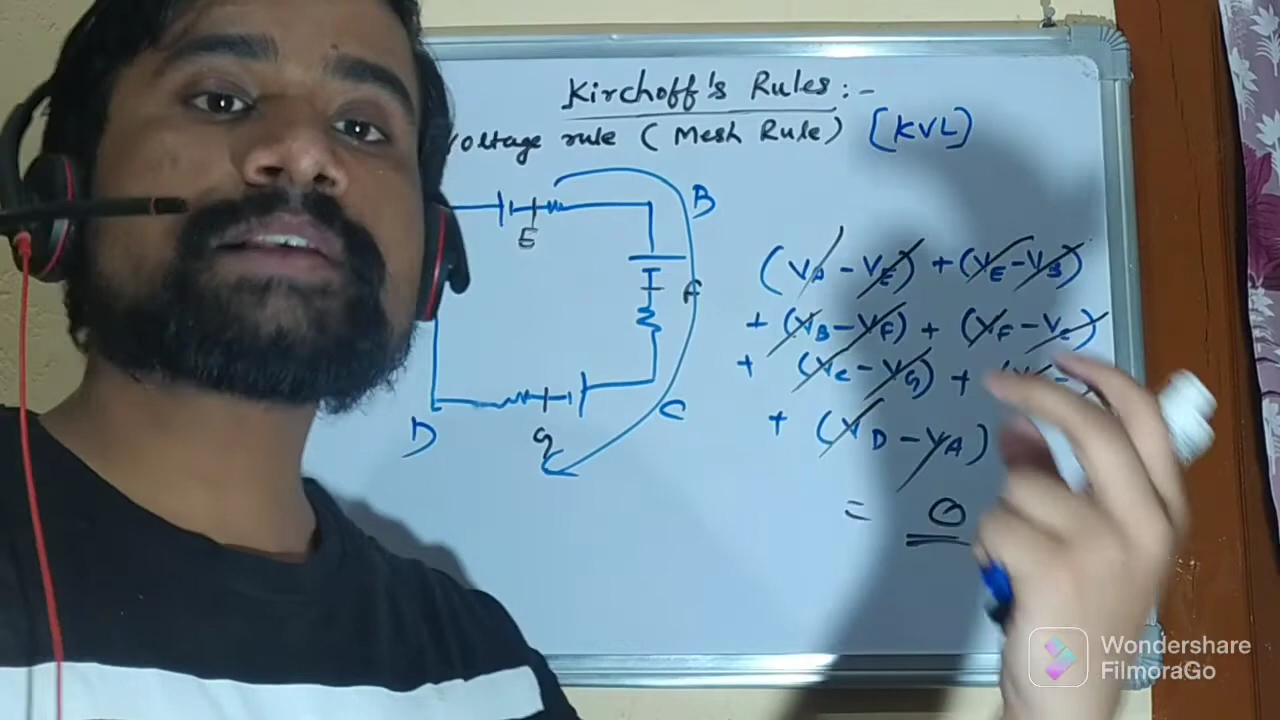 Kirchoff's Rules :-
voltage rule ( Mesh Rule) [KVL]
B
E
(VA - VE) + (VE - VB)
F
+ (VB - VF) + (VF - VC)
+ (VC - VG) +
C
D
+ (VD - VA)
G
= 0
Wondershare
FilmoraGo